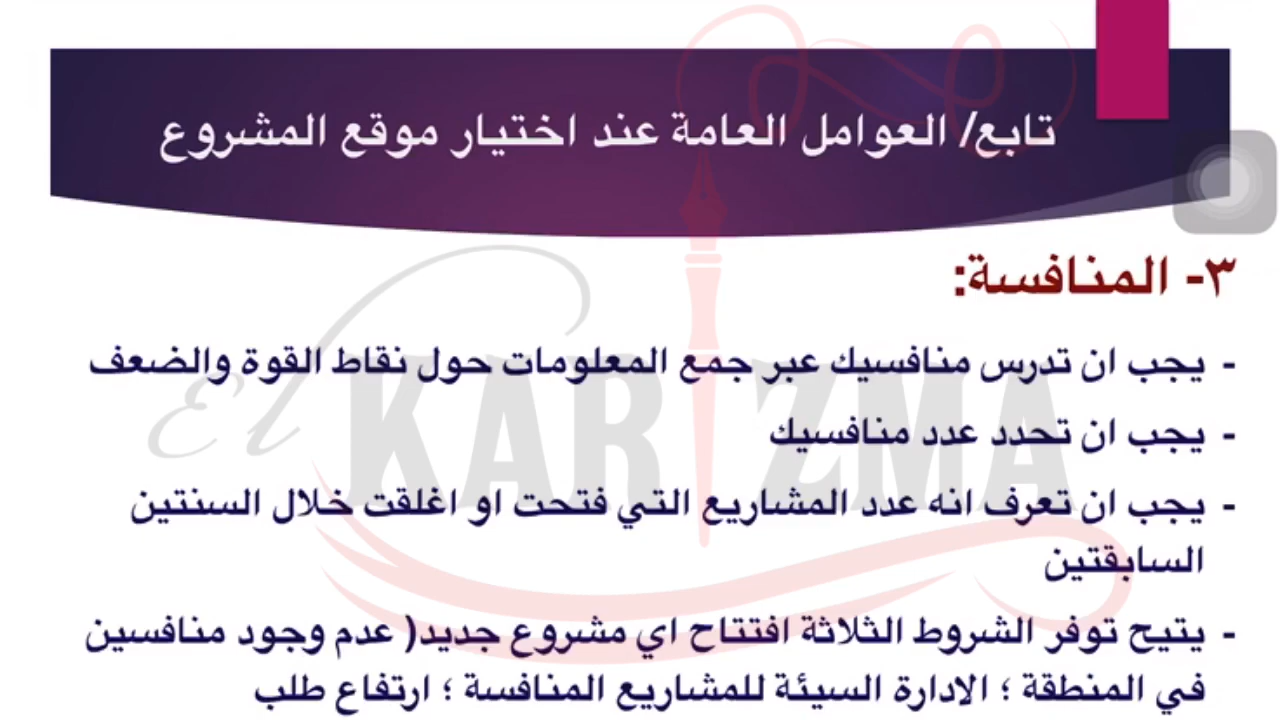 تابع/ العوامل العامة عند اختيار موقع المشروع
٣- المنافسة:
- يجب ان تدرس منافسيك عبر جمع المعلومات حول نقاط القوة والضعف
- يجب ان تحدد عدد منافسيك
- يجب ان تعرف انه عدد المشاريع التي فتحت او اغلقت خلال السنتين
السابقتين
- يتيح توفر الشروط الثلاثة افتتاح اي مشروع جديد( عدم وجود منافسين
في المنطقة ؛ الادارة السيئة للمشاريع المنافسة ؛ ارتفاع طلب
El KARIZMA